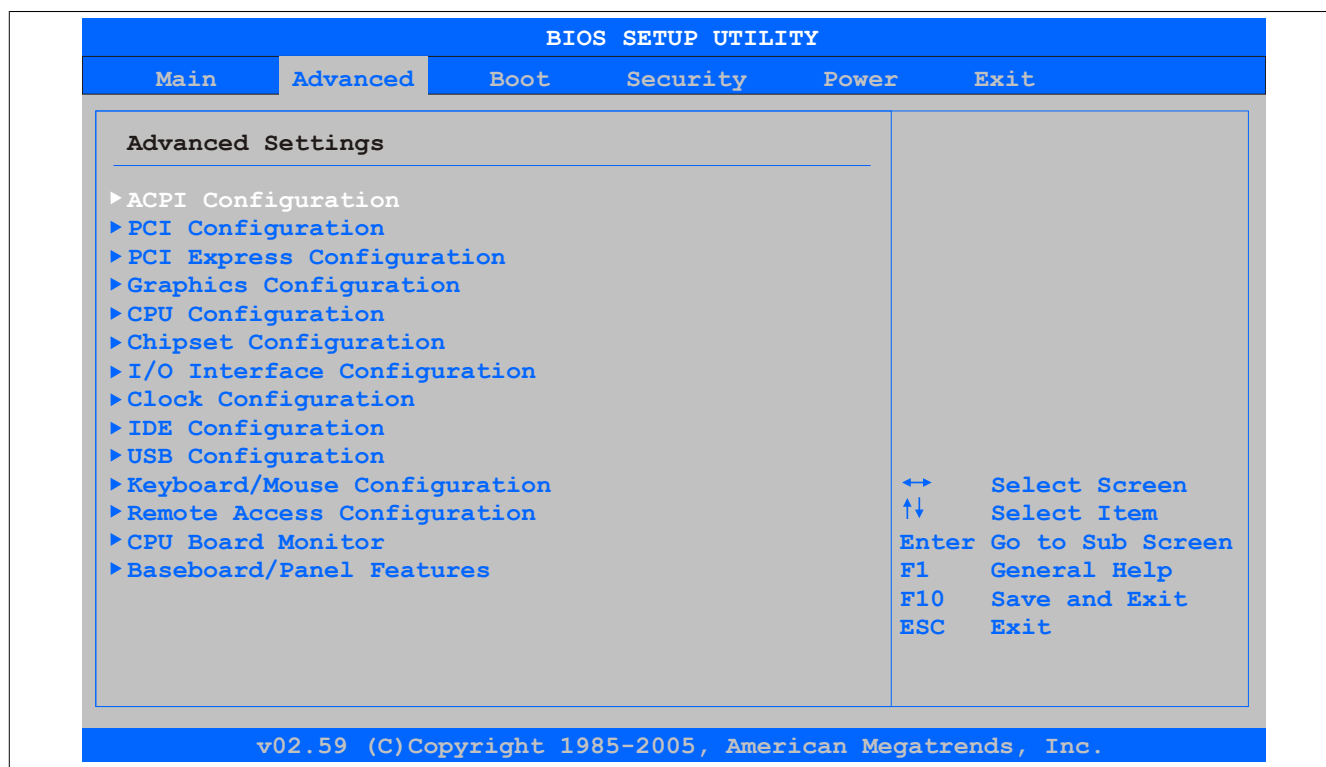 BIOS SETUP UTILITY
Main Advanced Boot Security Power Exit
Advanced Settings
ACPI Configuration
PCI Configuration
PCI Express Configuration
Graphics Configuration
CPU Configuration
Chipset Configuration
I/O Interface Configuration
Clock Configuration
IDE Configuration
USB Configuration
Keyboard/Mouse Configuration
Remote Access Configuration
CPU Board Monitor
Baseboard/Panel Features
↔ Select Screen
↑↓ Select Item
Enter Go to Sub Screen
F1 General Help
F10 Save and Exit
ESC Exit
v02.59 (C)Copyright 1985-2005, American Megatrends, Inc.